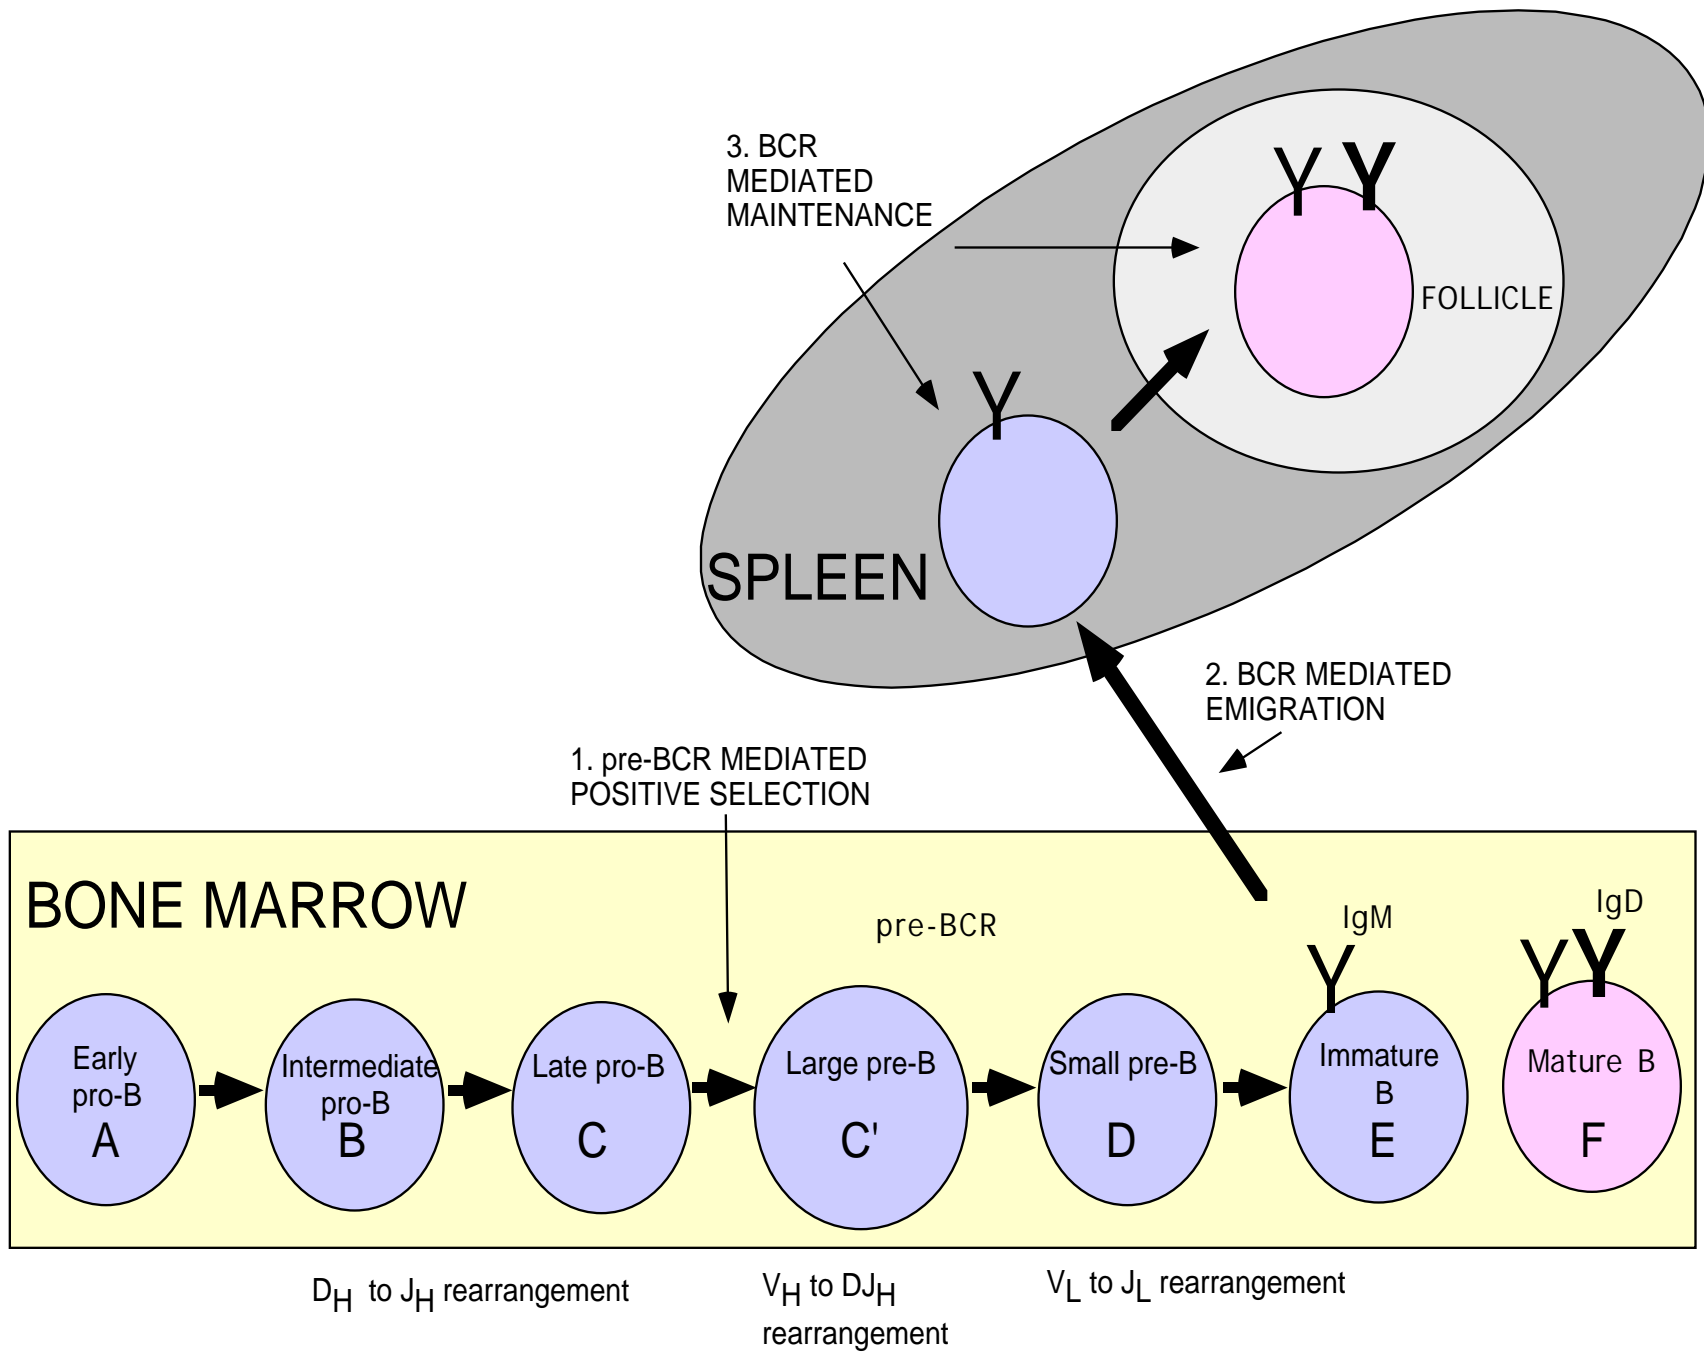 3. BCR
MEDIATED
MAINTENANCE
FOLLICLE
SPLEEN
2. BCR MEDIATED
EMIGRATION
1. pre-BCR MEDIATED
POSITIVE SELECTION
BONE MARROW
pre-BCR
IgM
IgD
Early
pro-B
A
Intermediate
pro-B
B
Late pro-B
C
Large pre-B
C'
Small pre-B
D
Immature
B
E
Mature B
F
DH to JH rearrangement
VH to DJH
rearrangement
VL to JL rearrangement